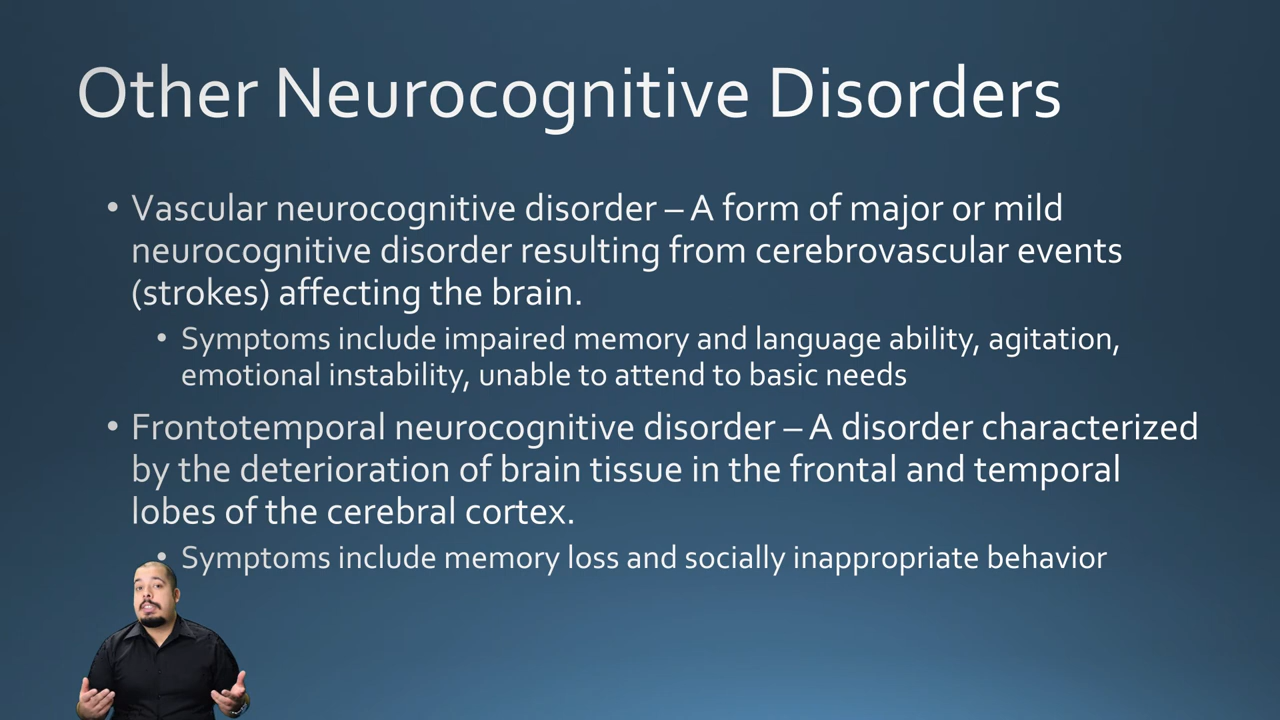 Other Neurocognitive Disorders
• Vascular neurocognitive disorder – A form of major or mild
neurocognitive disorder resulting from cerebrovascular events
(strokes) affecting the brain.
• Symptoms include impaired memory and language ability, agitation,
emotional instability, unable to attend to basic needs
• Frontotemporal neurocognitive disorder – A disorder characterized
by the deterioration of brain tissue in the frontal and temporal
lobes of the cerebral cortex.
• Symptoms include memory loss and socially inappropriate behavior